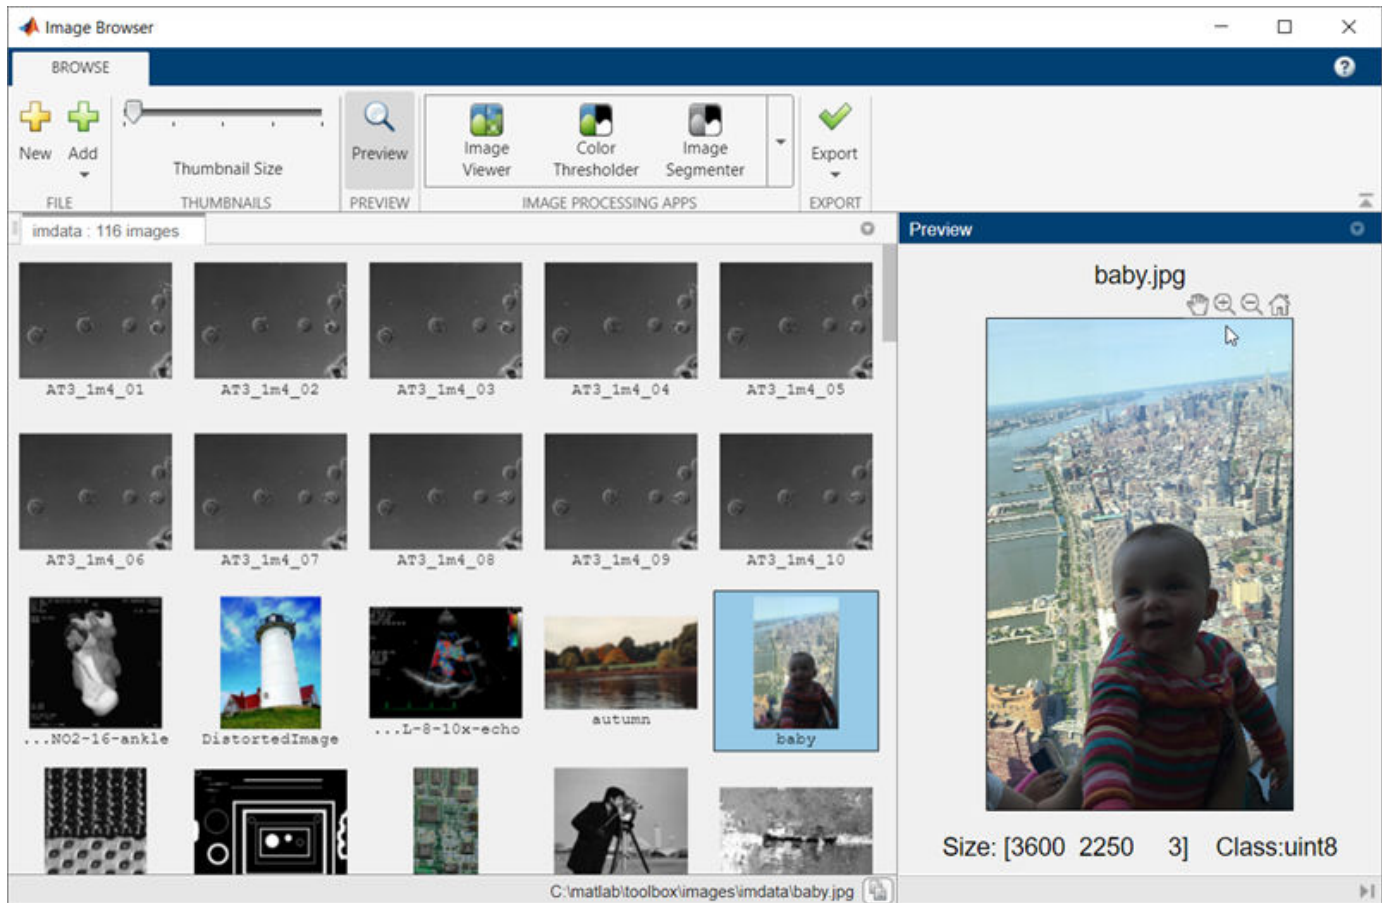 Image Browser
BROWSE
New
Add
Thumbnail Size
Preview
Image Viewer
Color Thresholder
Image Segmenter
Export
FILE
THUMBNAILS
PREVIEW
IMAGE PROCESSING APPS
EXPORT
imdata : 116 images
Preview
baby.jpg
AT3_1m4_01
AT3_1m4_02
AT3_1m4_03
AT3_1m4_04
AT3_1m4_05
AT3_1m4_06
AT3_1m4_07
AT3_1m4_08
AT3_1m4_09
AT3_1m4_10
...NO2-16-ankle
DistortedImage
...L-8-10x-echo
autumn
baby
Size: [3600 2250 3] Class:uint8
C:\matlab\toolbox\images\imdata\baby.jpg